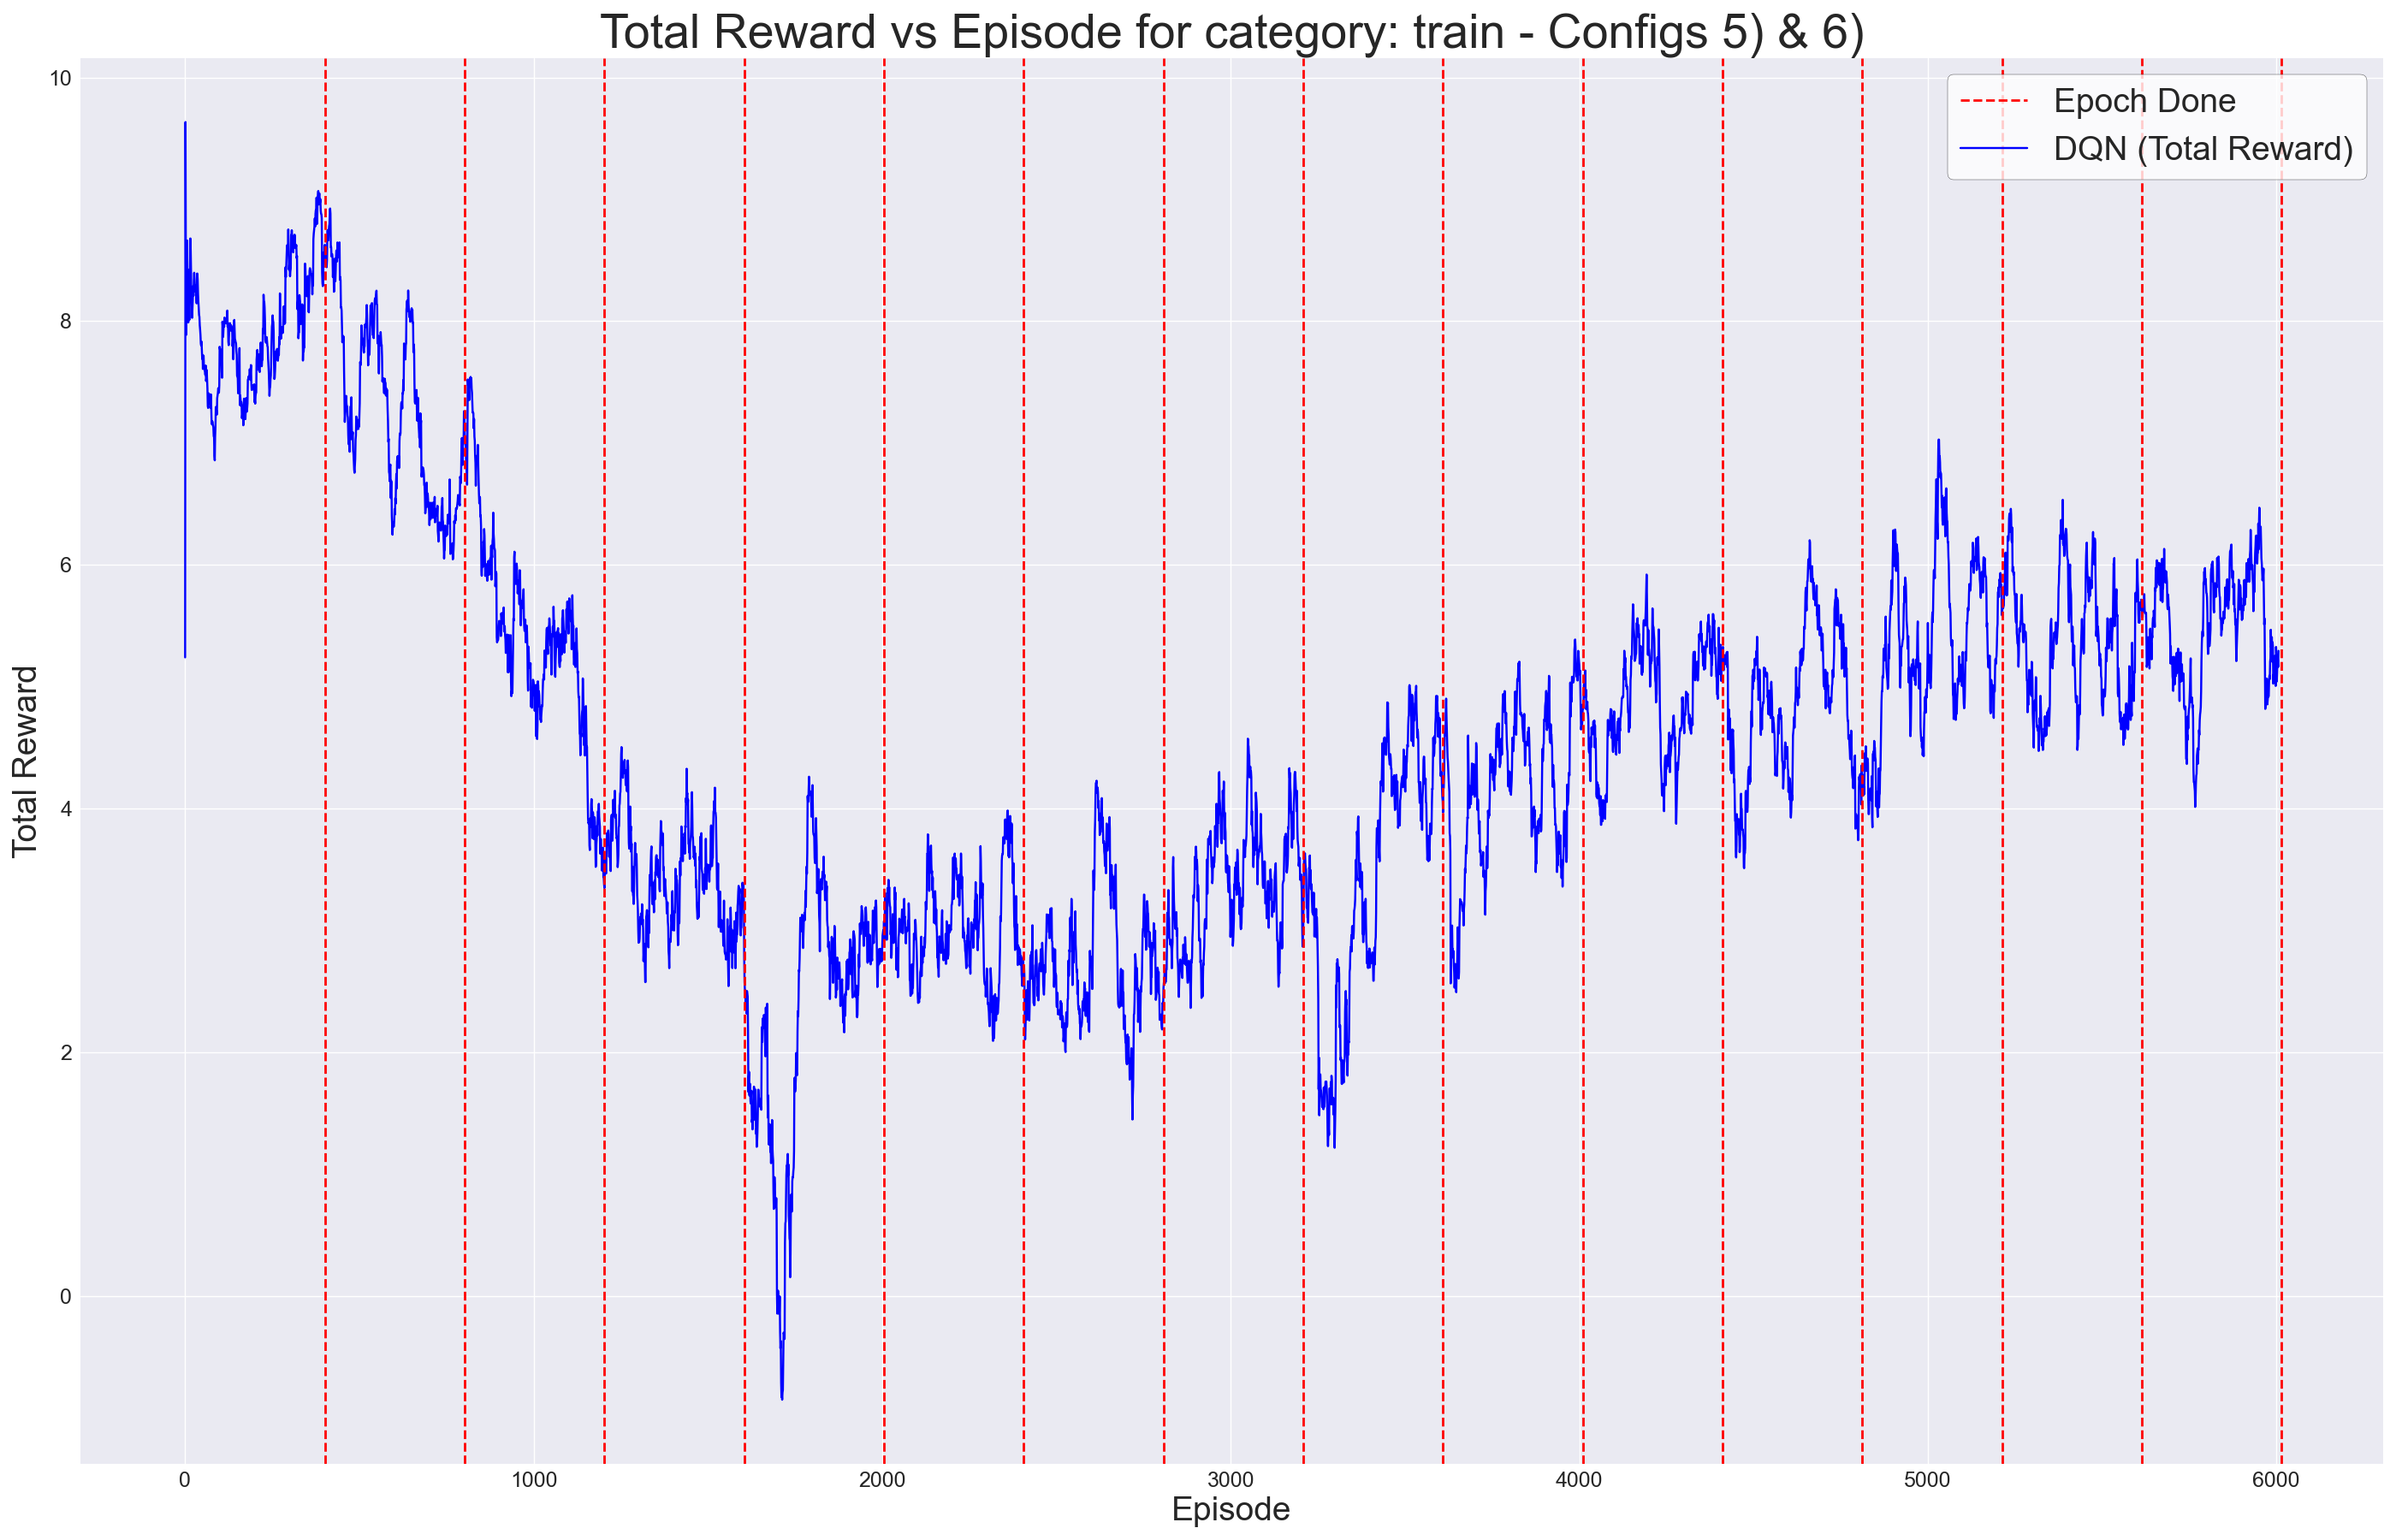 Total Reward vs Episode for category: train - Configs 5) & 6)
Epoch Done
DQN (Total Reward)
Total Reward
10
8
6
4
2
0
0 1000 2000 3000 4000 5000 6000
Episode